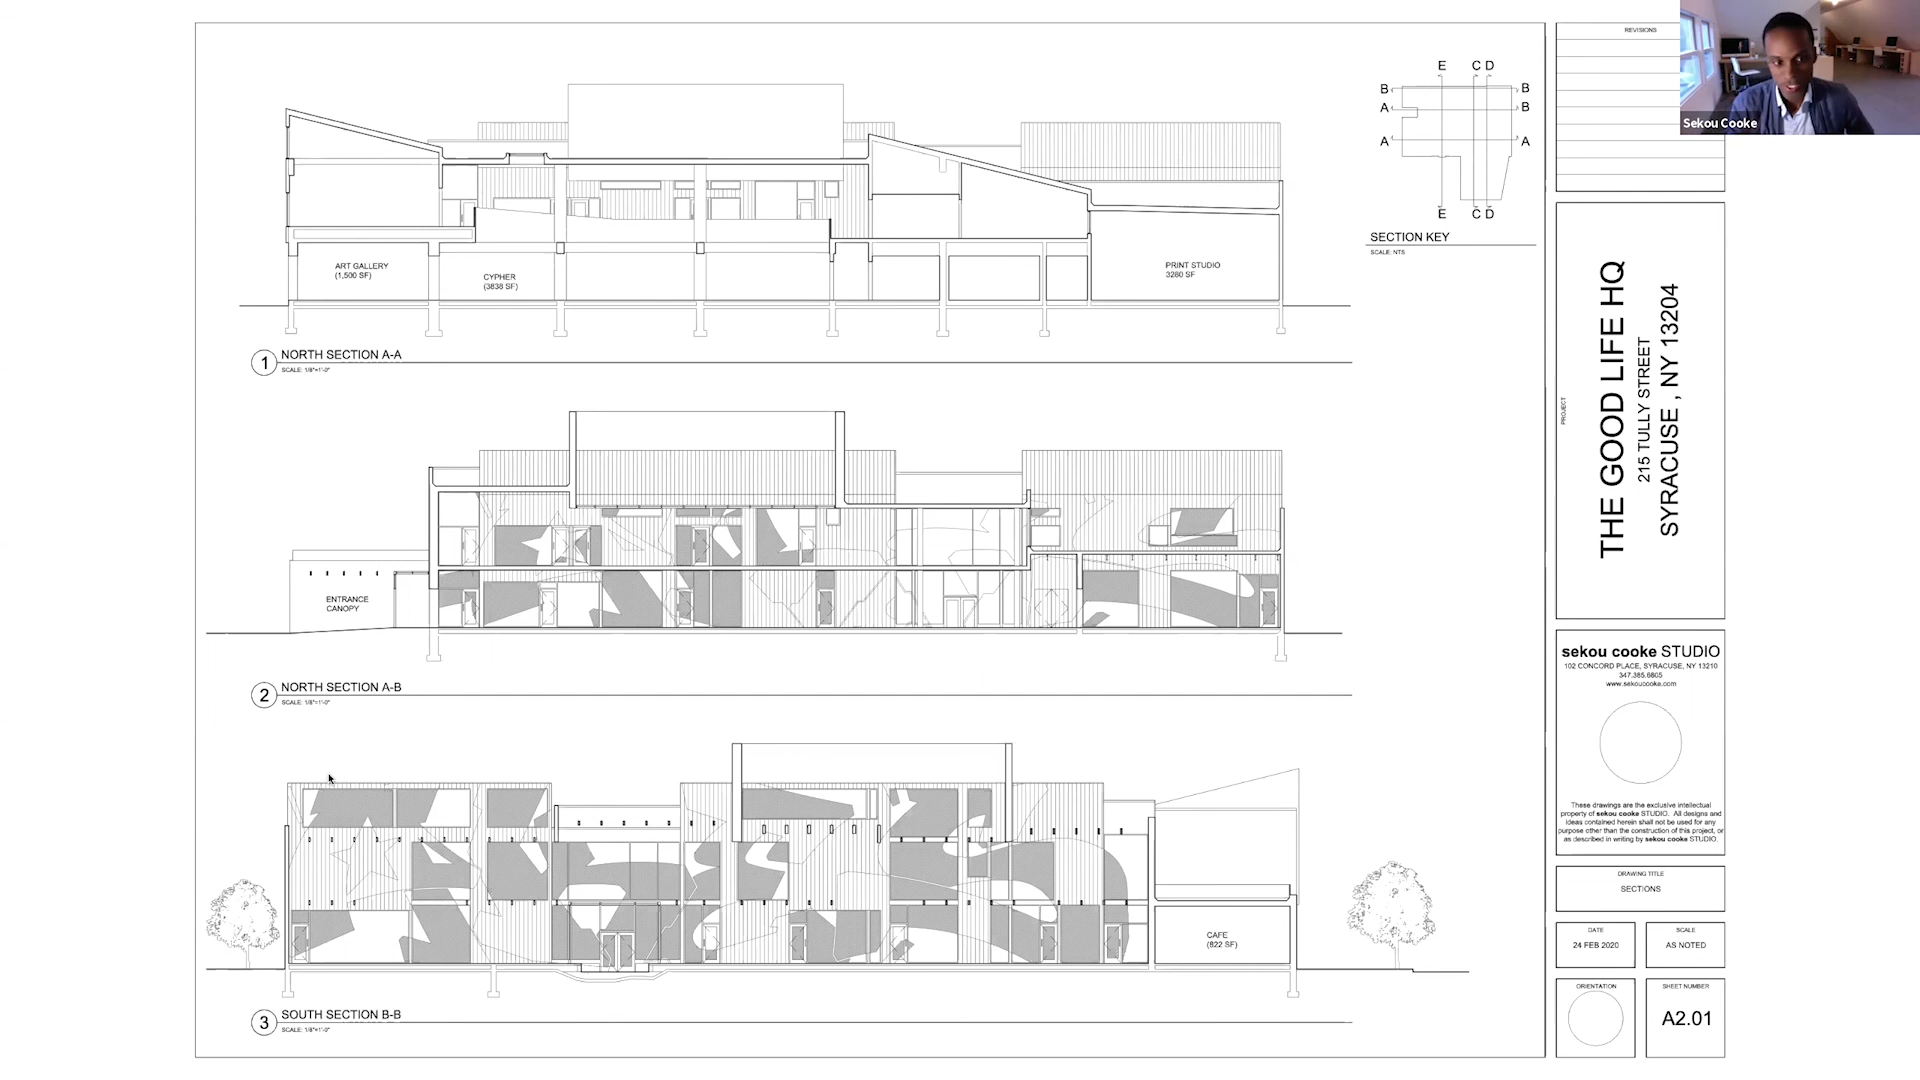 REVISIONS
Sekou Cooke
E C D
B B
A B
A A
E C D
SECTION KEY
SCALE: NTS
ART GALLERY
(1,500 SF)
CYPHER
(3838 SF)
PRINT STUDIO
3280 SF
1 NORTH SECTION A-A
SCALE: 1/8"=1'-0"
ENTRANCE
CANOPY
2 NORTH SECTION A-B
SCALE: 1/8"=1'-0"
CAFE
(822 SF)
3 SOUTH SECTION B-B
SCALE: 1/8"=1'-0"
PROJECT
THE GOOD LIFE HQ
215 TULLY STREET
SYRACUSE , NY 13204
sekou cooke STUDIO
102 CONCORD PLACE, SYRACUSE, NY 13210
347.385.6805
www.sekoucooke.com
These drawings are the exclusive intellectual
property of sekou cooke STUDIO. All designs and
ideas contained herein shall not be used for any
purpose other than the construction of this project, or
as described in writing by sekou cooke STUDIO.
DRAWING TITLE
SECTIONS
DATE
24 FEB 2020
SCALE
AS NOTED
ORIENTATION
SHEET NUMBER
A2.01